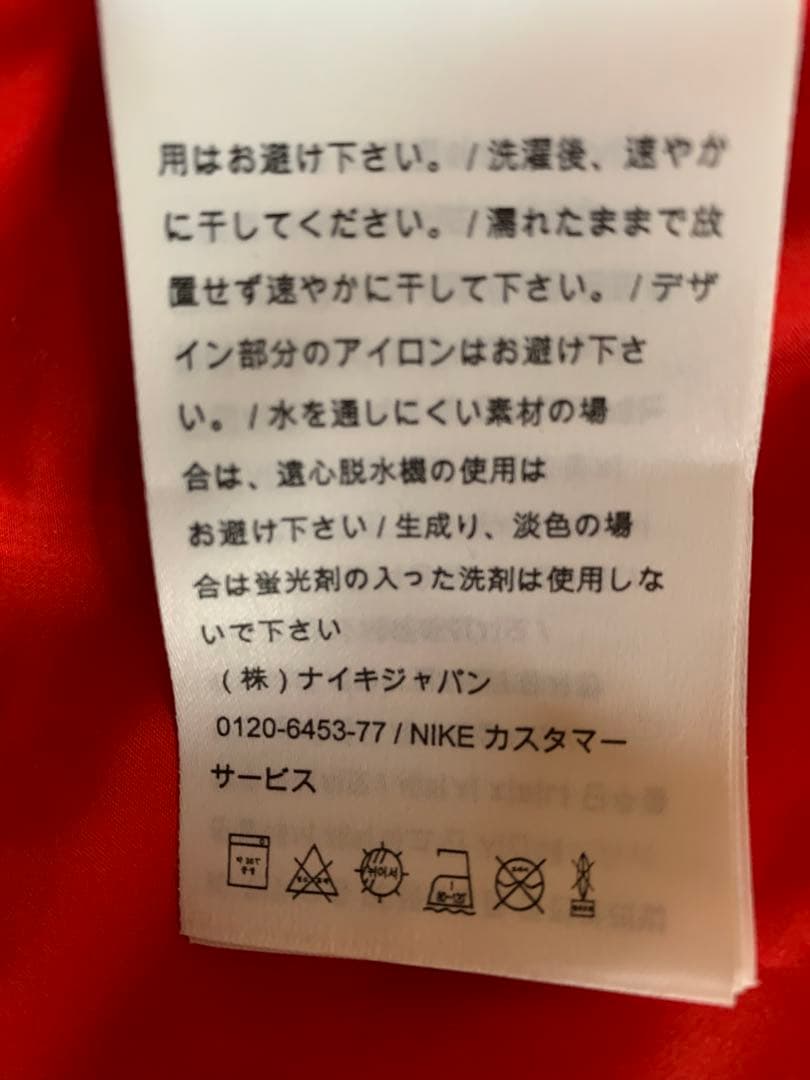 用はお避け下さい。/ 洗濯後、速やか
に干してください。/ 濡れたままで放
置せず速やかに干して下さい。/ デザ
イン部分のアイロンはお避け下さ
い。/ 水を通しにくい素材の場
合は、遠心脱水機の使用は
お避け下さい / 生成り、淡色の場
合は蛍光剤の入った洗剤は使用しな
いで下さい
( 株 ) ナイキジャパン
0120-6453-77 / NIKE カスタマー
サービス
뉘어서